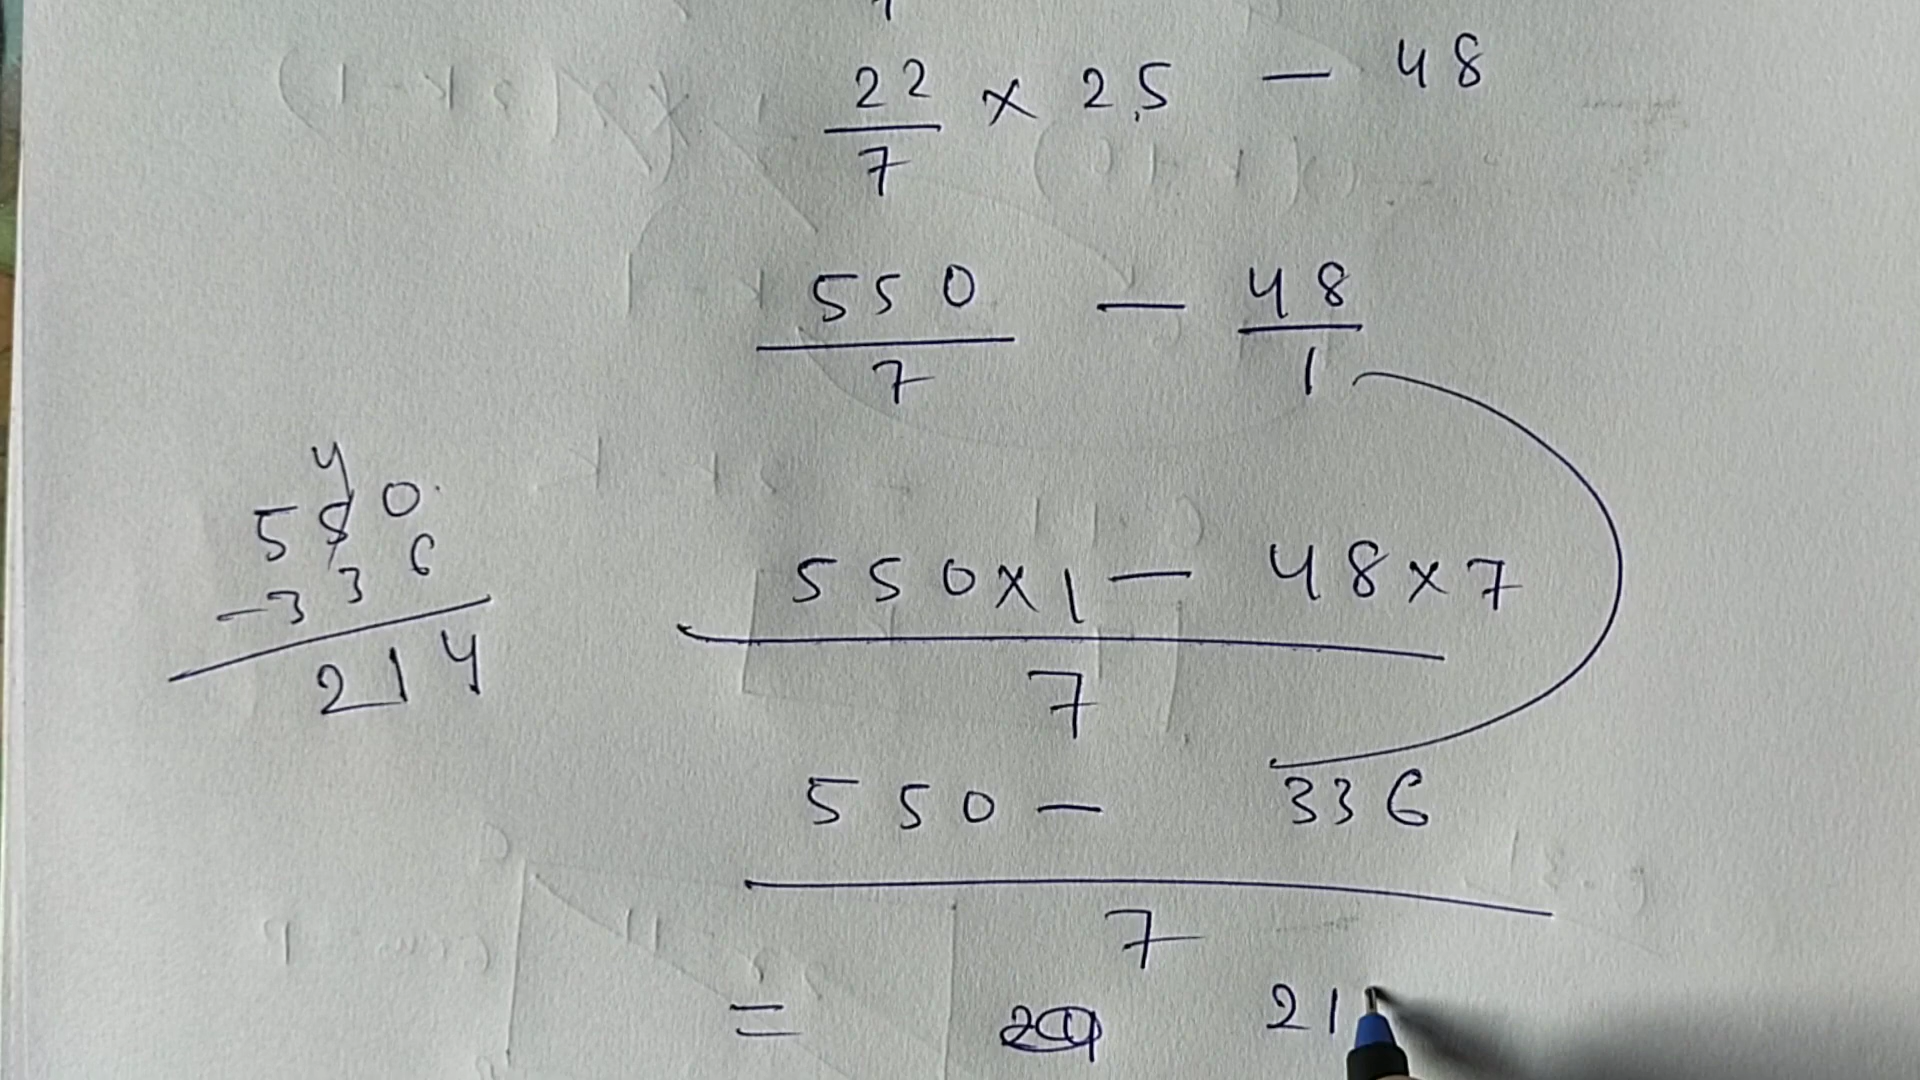 22/7 × 25 — 48
550/7 — 48/1
550×1 — 48×7
7
4
550
-336
214
550 — 336
7
= 21